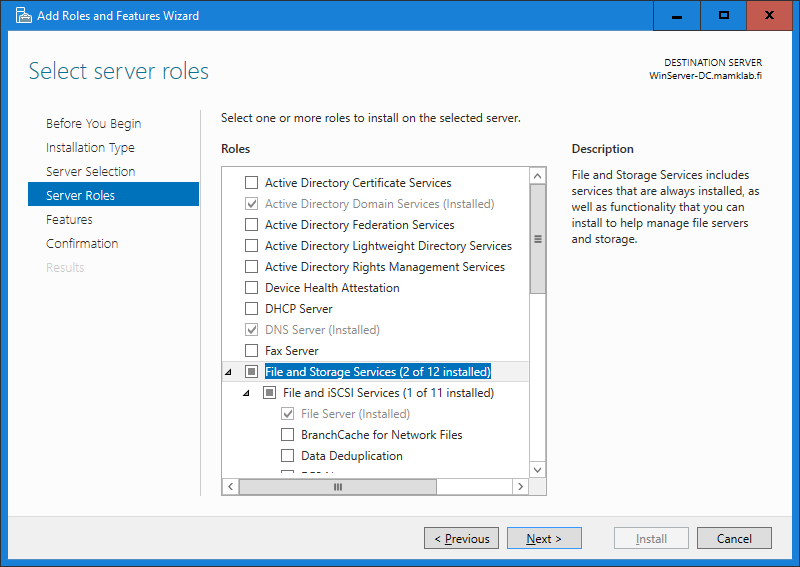 Add Roles and Features Wizard
Select server roles
DESTINATION SERVER
WinServer-DC.mamklab.fi
Before You Begin
Installation Type
Server Selection
Server Roles
Features
Confirmation
Results
Select one or more roles to install on the selected server.
Roles
Active Directory Certificate Services
Active Directory Domain Services (Installed)
Active Directory Federation Services
Active Directory Lightweight Directory Services
Active Directory Rights Management Services
Device Health Attestation
DHCP Server
DNS Server (Installed)
Fax Server
File and Storage Services (2 of 12 installed)
File and iSCSI Services (1 of 11 installed)
File Server (Installed)
BranchCache for Network Files
Data Deduplication
Description
File and Storage Services includes
services that are always installed, as
well as functionality that you can
install to help manage file servers
and storage.
< Previous
Next >
Install
Cancel